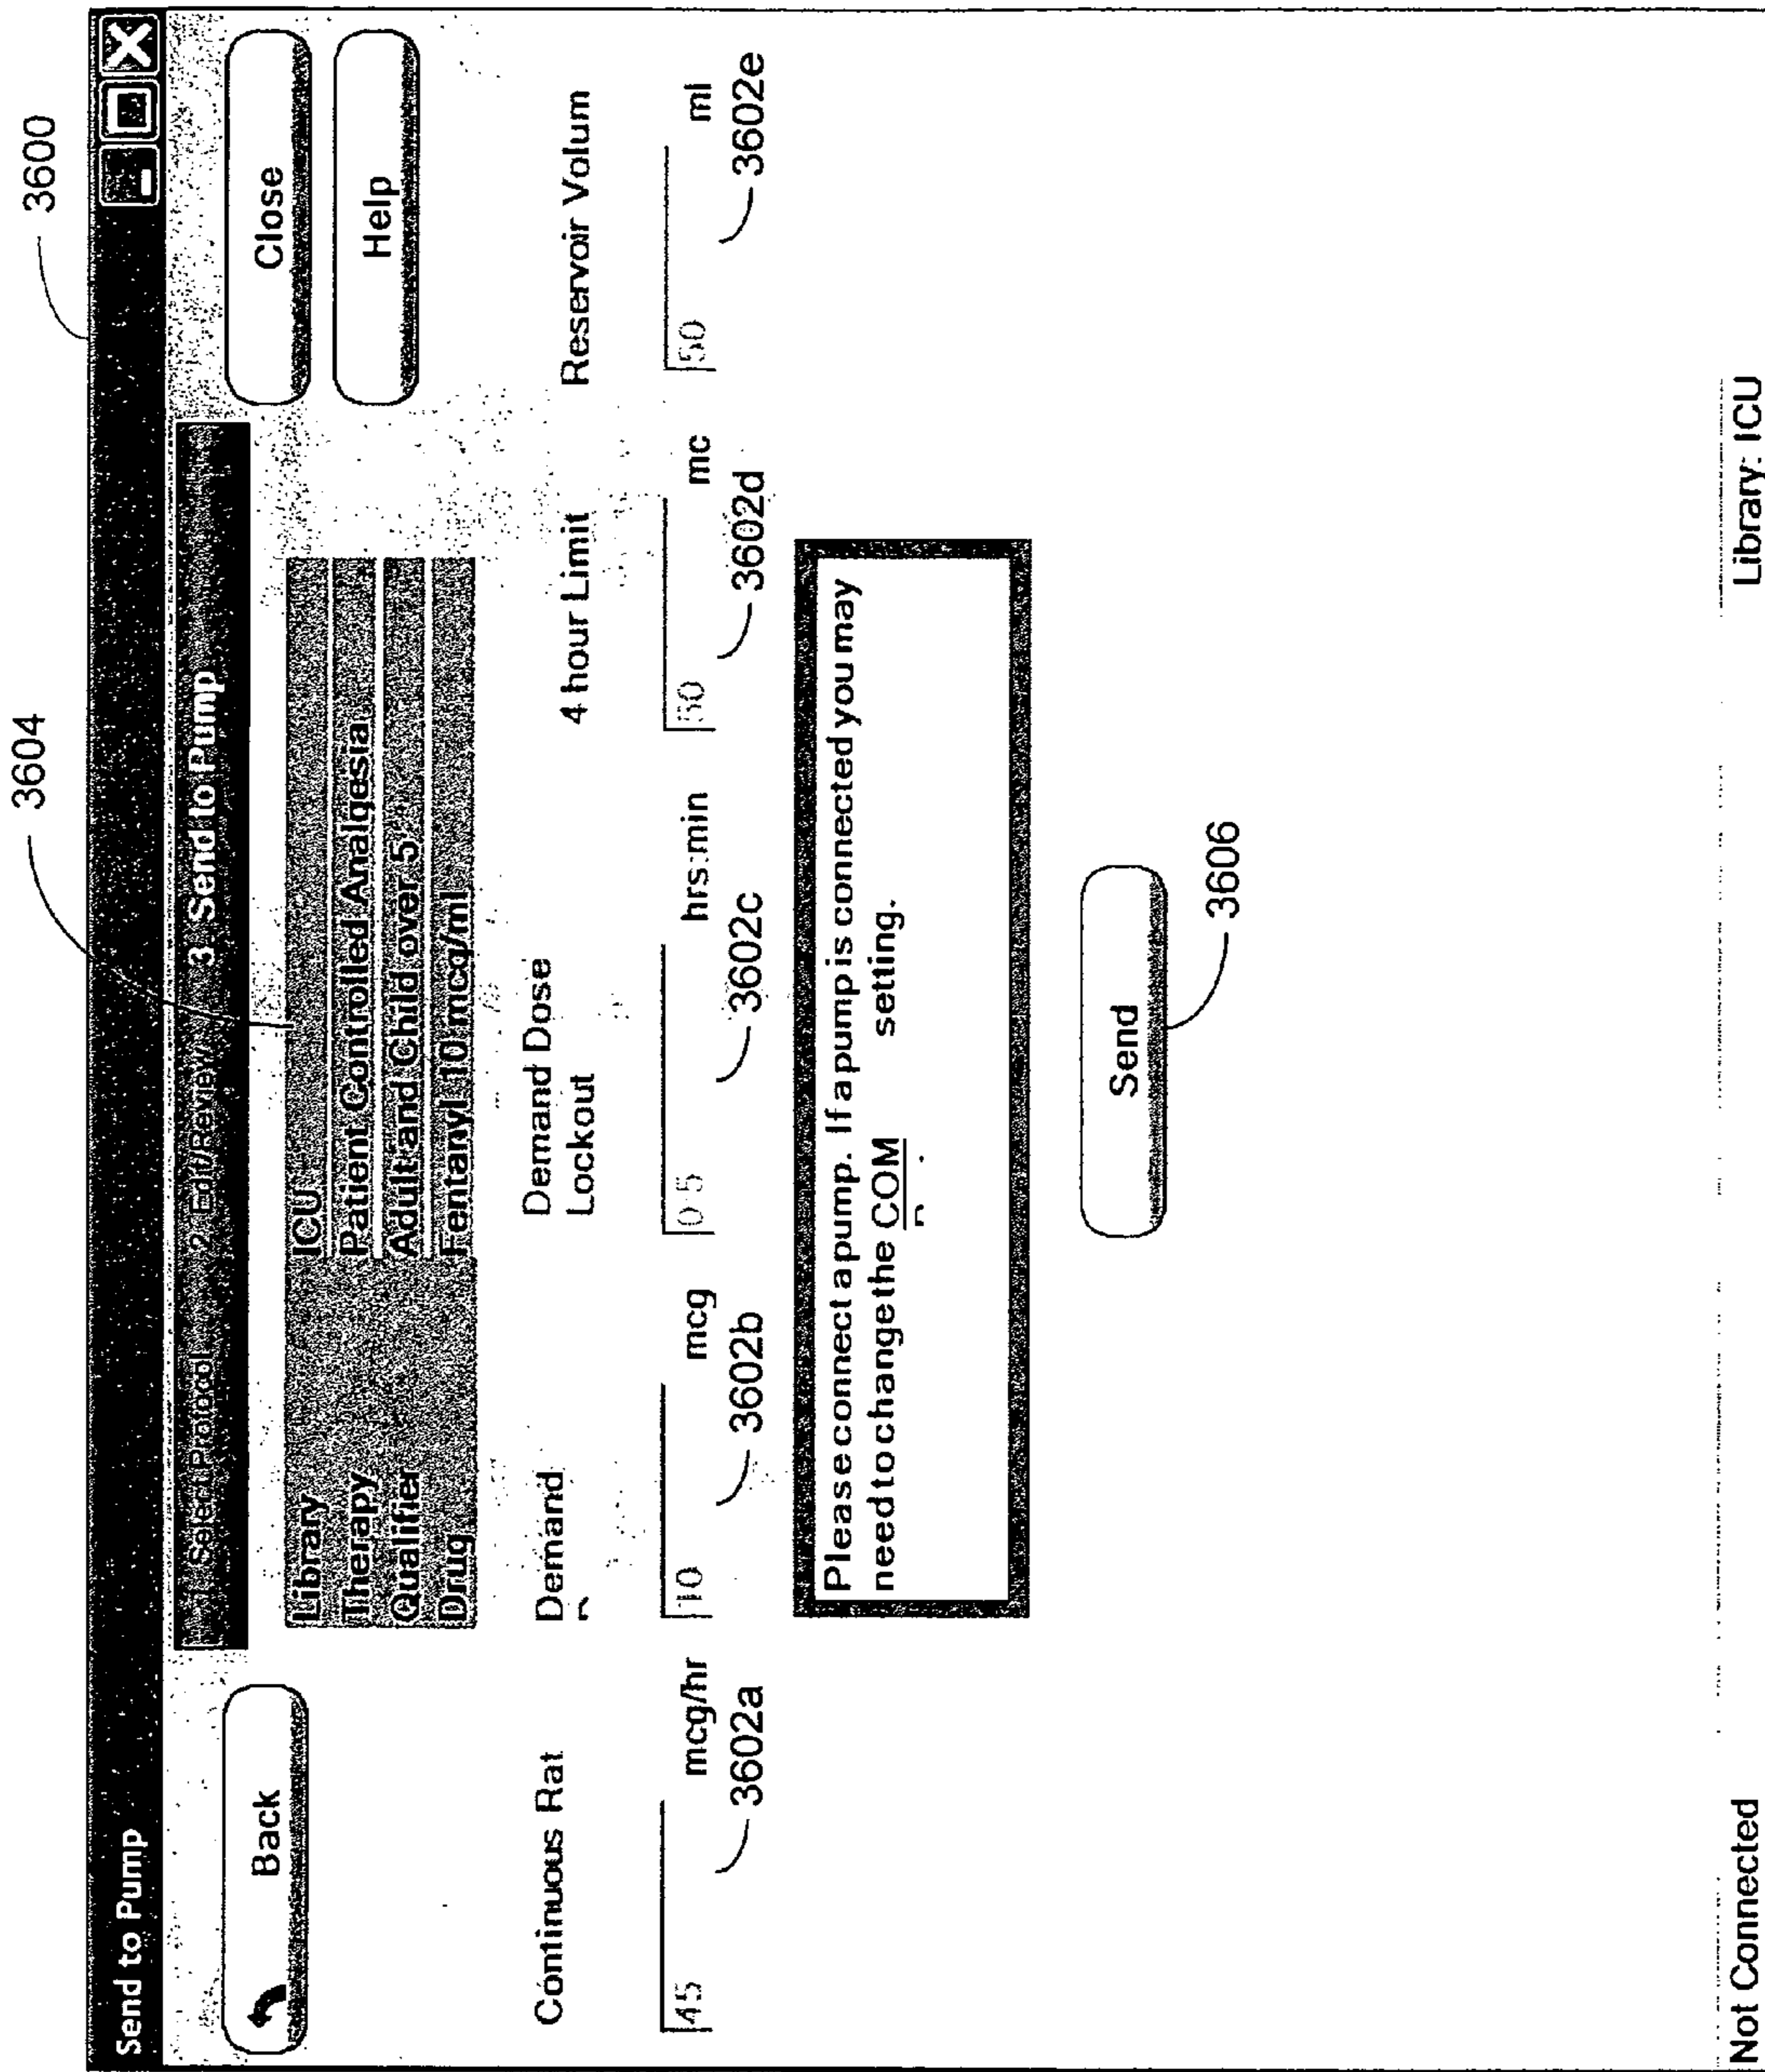 3600
3604
Send to Pump
Back
1 Select Protocol 2 Edit/Review 3 Send to Pump
Close
Help
Library ICU
Therapy Patient Controlled Analgesia
Qualifier Adult and Child over 5
Drug Fentanyl 10 mcg/ml
Continuous Rat
Demand
Demand Dose
Lockout
4 hour Limit
Reservoir Volum
45 mcg/hr
10 mcg
0 5 hrs:min
50 mc
50 ml
3602a
3602b
3602c
3602d
3602e
Please connect a pump. If a pump is connected you may
need to change the COM seting.
Send
3606
Not Connected
Library: ICU